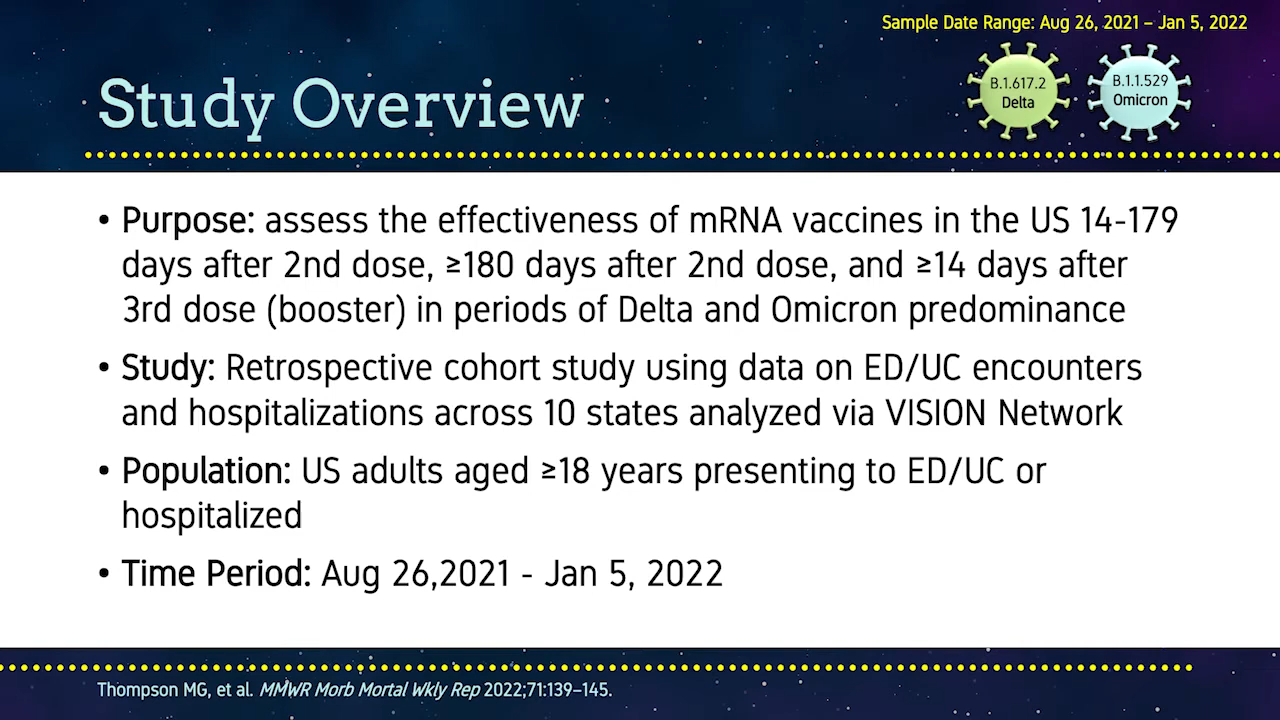 Sample Date Range: Aug 26, 2021 – Jan 5, 2022
B.1.617.2
Delta
B.1.1.529
Omicron
Study Overview
• Purpose: assess the effectiveness of mRNA vaccines in the US 14-179
days after 2nd dose, ≥180 days after 2nd dose, and ≥14 days after
3rd dose (booster) in periods of Delta and Omicron predominance
• Study: Retrospective cohort study using data on ED/UC encounters
and hospitalizations across 10 states analyzed via VISION Network
• Population: US adults aged ≥18 years presenting to ED/UC or
hospitalized
• Time Period: Aug 26,2021 - Jan 5, 2022
Thompson MG, et al. MMWR Morb Mortal Wkly Rep 2022;71:139–145.